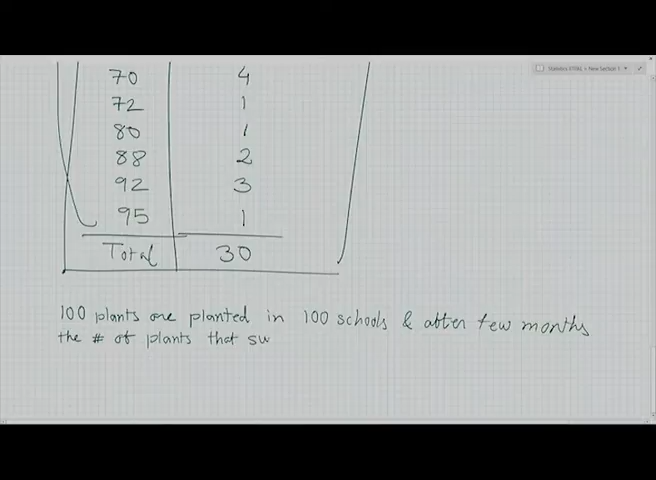 70 4
72 1
80 1
88 2
92 3
95 1
Total 30
100 plants are planted in 100 schools & after few months
the # of plants that su